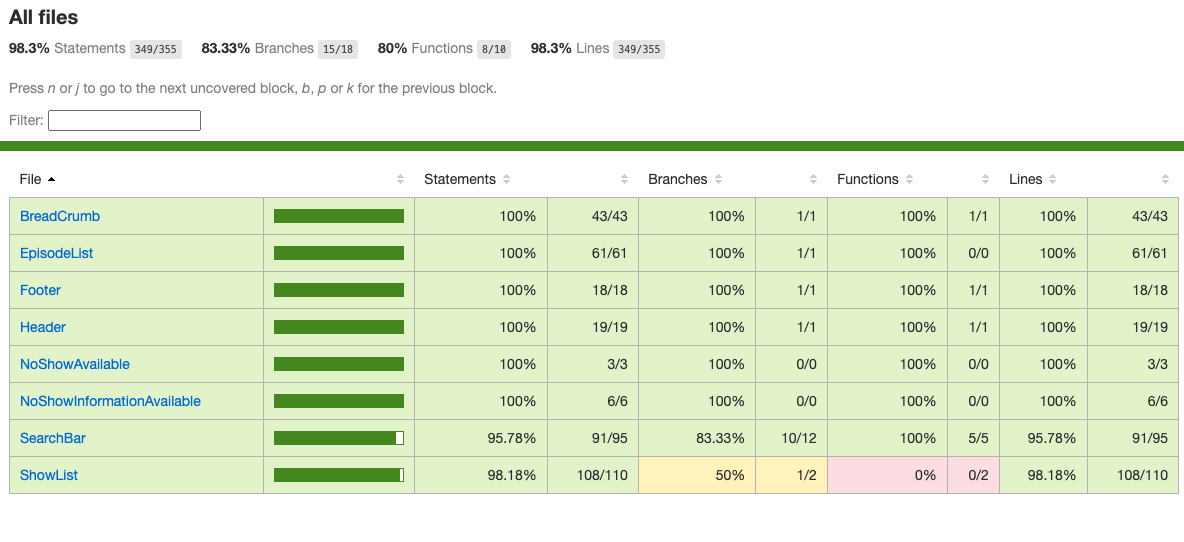 All files
98.3% Statements 349/355 83.33% Branches 15/18 80% Functions 8/10 98.3% Lines 349/355
Press n or j to go to the next uncovered block, b, p or k for the previous block.
Filter:
File Statements Branches Functions Lines
BreadCrumb 100% 43/43 100% 1/1 100% 1/1 100% 43/43
EpisodeList 100% 61/61 100% 1/1 100% 0/0 100% 61/61
Footer 100% 18/18 100% 1/1 100% 1/1 100% 18/18
Header 100% 19/19 100% 1/1 100% 1/1 100% 19/19
NoShowAvailable 100% 3/3 100% 0/0 100% 0/0 100% 3/3
NoShowInformationAvailable 100% 6/6 100% 0/0 100% 0/0 100% 6/6
SearchBar 95.78% 91/95 83.33% 10/12 100% 5/5 95.78% 91/95
ShowList 98.18% 108/110 50% 1/2 0% 0/2 98.18% 108/110